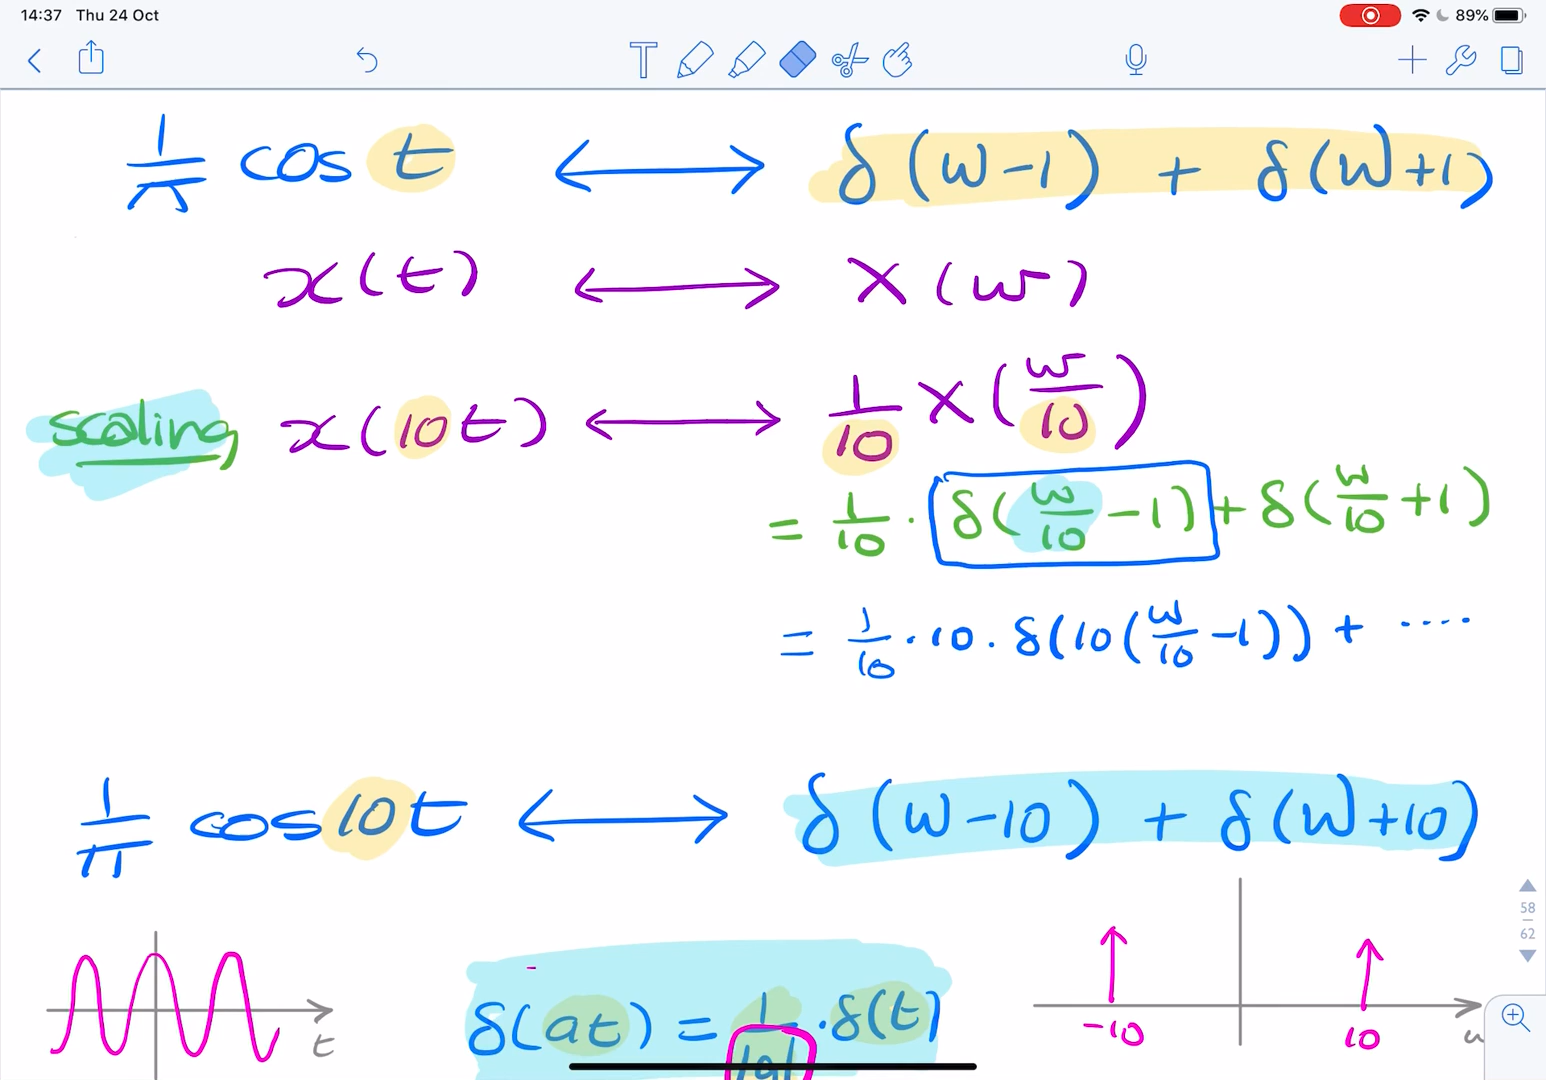 14:37 Thu 24 Oct 89%
T
1/π cos t ⟷ δ(w-1) + δ(w+1)
x(t) ⟷ X(w)
scaling x(10t) ⟷ 1/10 X(w/10)
= 1/10 · δ(w/10 -1) + δ(w/10 +1)
= 1/10 · 10 · δ(10(w/10 -1)) + ....
1/π cos 10t ⟷ δ(w-10) + δ(w+10)
58
62
δ(at) = 1/|a| · δ(t)
t
-10 10 w